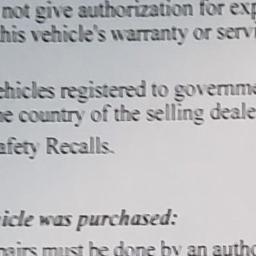 not give authorization for exp
his vehicle's warranty or servi
ehicles registered to governme
e country of the selling deale
afety Recalls.
icle was purchased:
pairs must be done by an autho